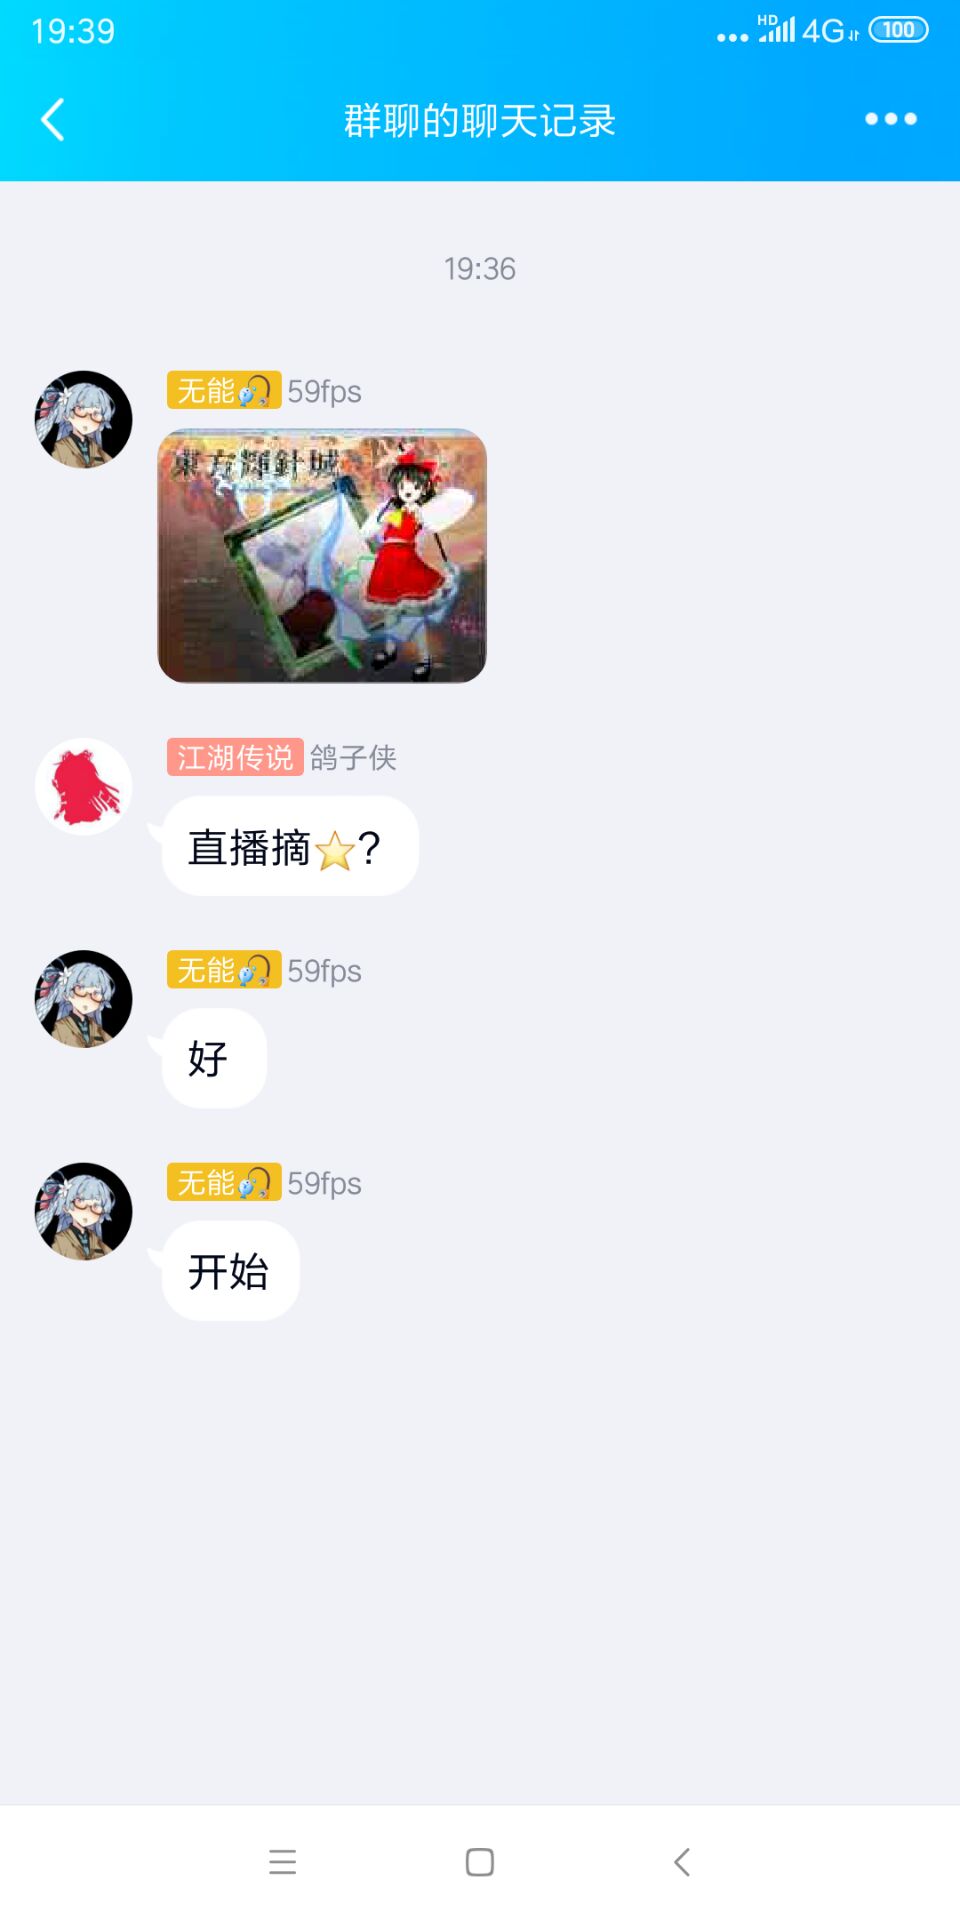 19:39
HD 4G 100
群聊的聊天记录
19:36
无能🎣 59fps
東方輝針城
江湖传说 鸽子侠
直播摘⭐?
无能🎣 59fps
好
无能🎣 59fps
开始